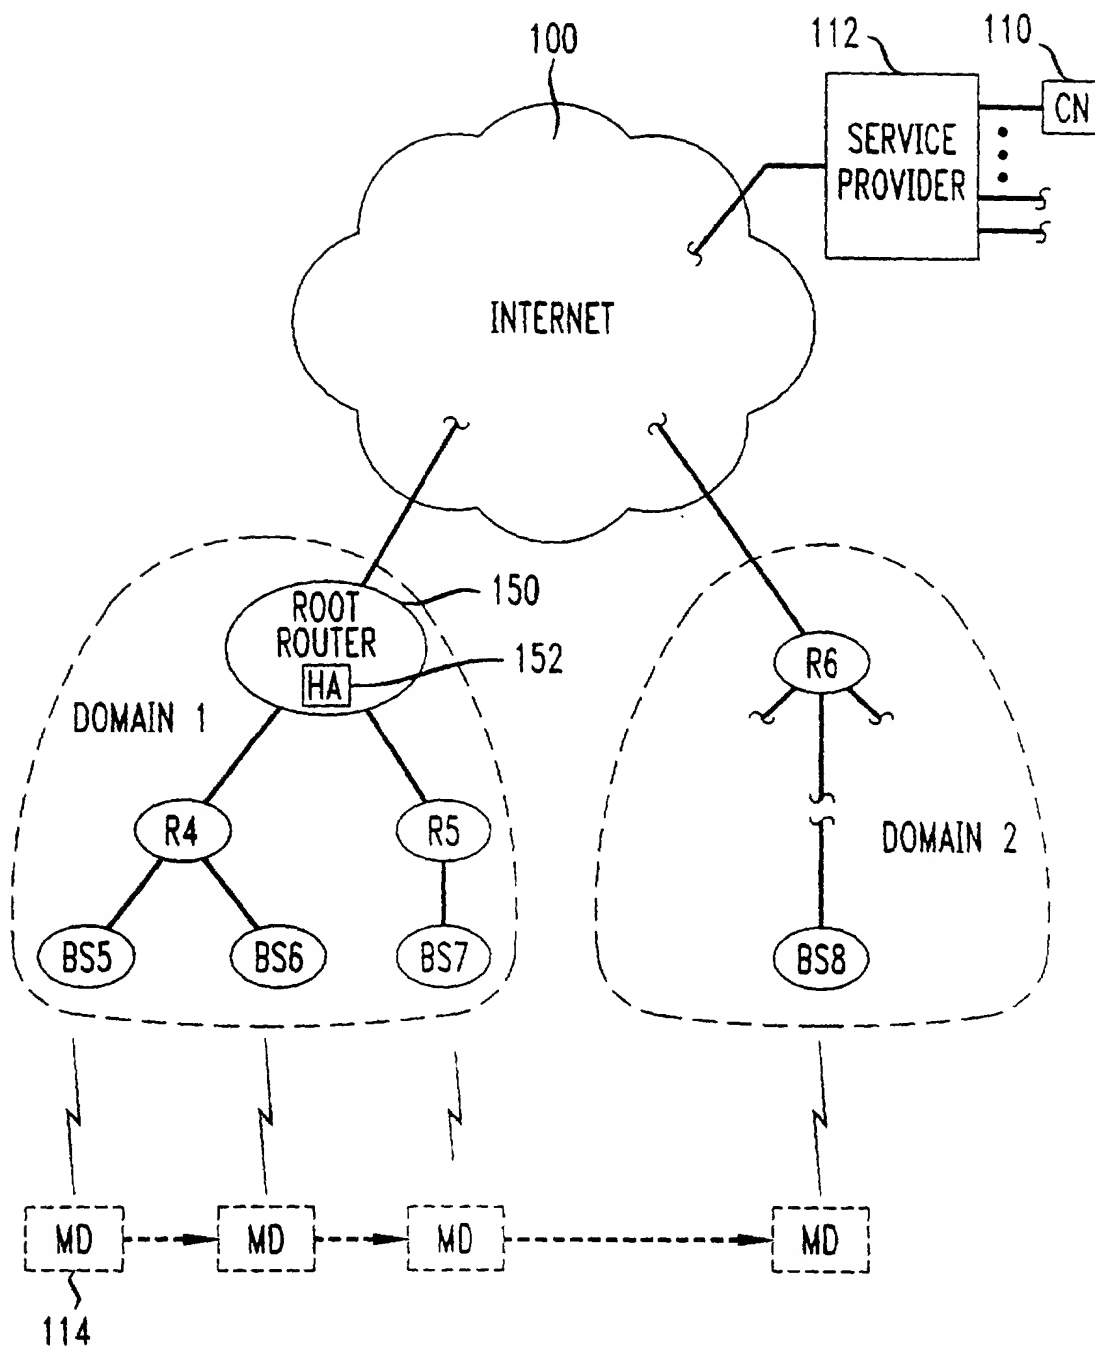 100
112
110
CN
SERVICE
PROVIDER
INTERNET
ROOT
ROUTER
HA
150
152
DOMAIN 1
R6
R4
R5
DOMAIN 2
BS5
BS6
BS7
BS8
MD
MD
MD
MD
114